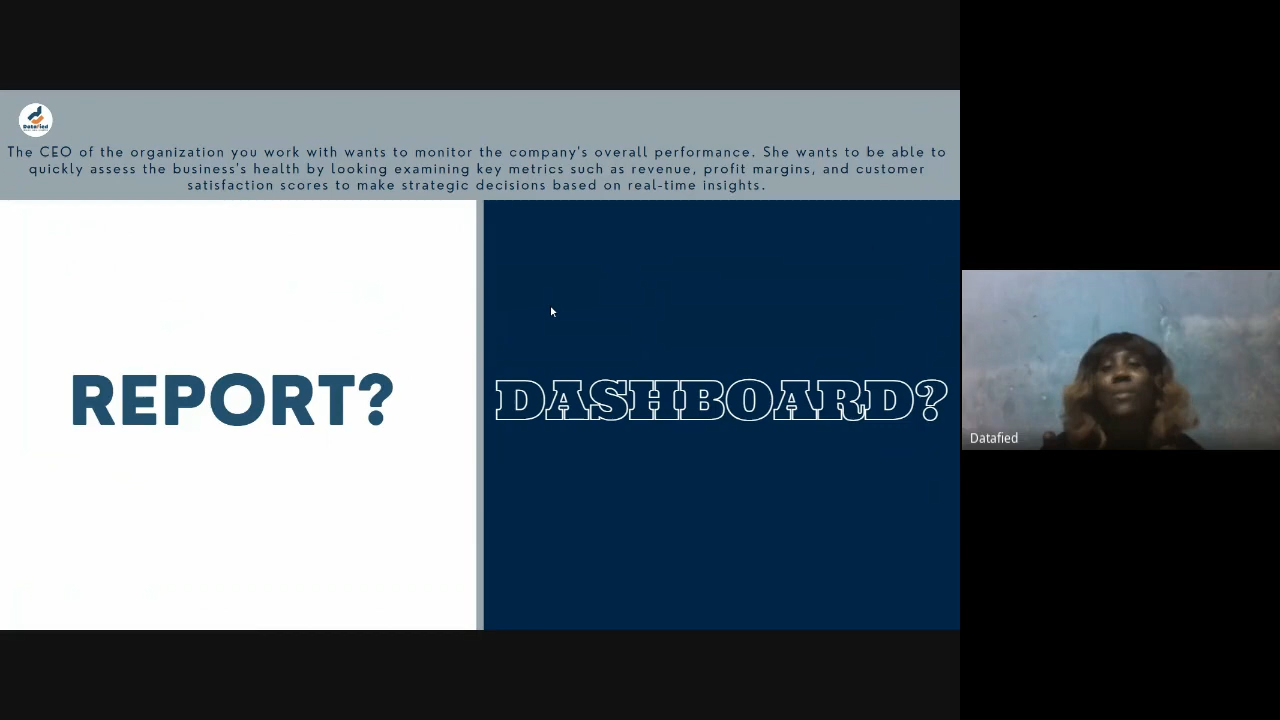 Datafied
The CEO of the organization you work with wants to monitor the company's overall performance. She wants to be able to
quickly assess the business's health by looking examining key metrics such as revenue, profit margins, and customer
satisfaction scores to make strategic decisions based on real-time insights.
REPORT?
DASHBOARD?
Datafied